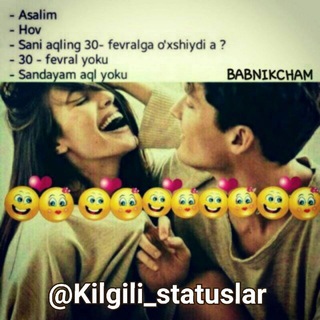 - Asalim
- Hov
- Sani aqling 30- fevralga o'xshiydi a ?
- 30 - fevral yoku
- Sandayam aql yoku
BABNIKCHAM
@Kilgili_statuslar